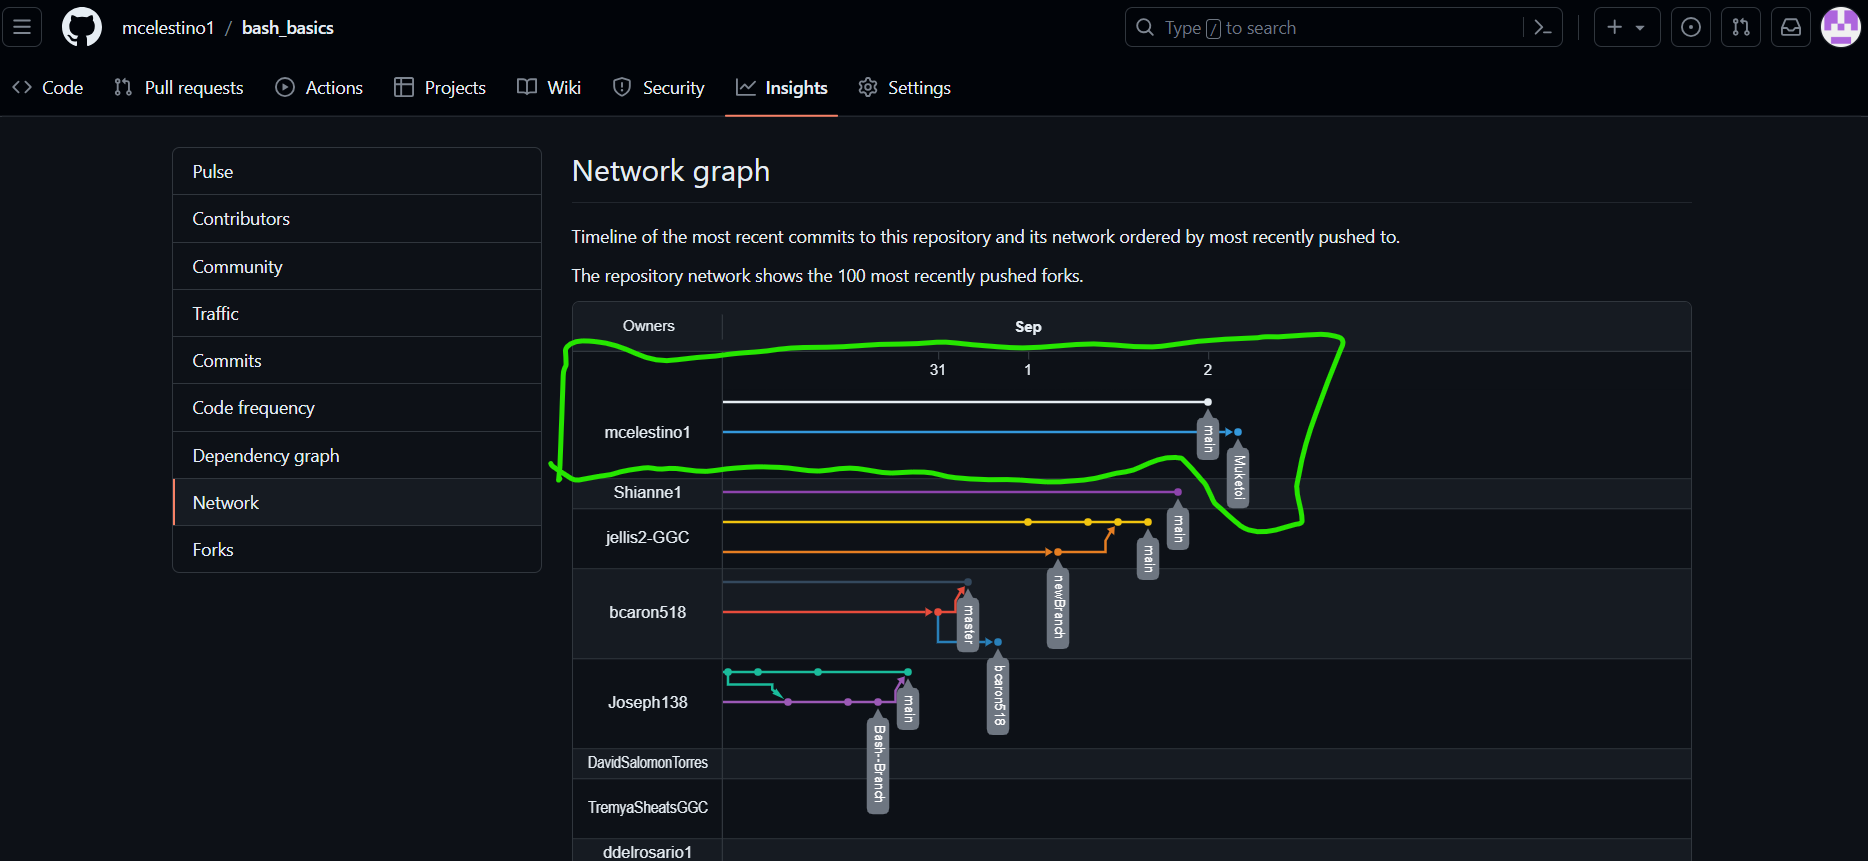 mcelestino1 / bash_basics
Type / to search
Code
Pull requests
Actions
Projects
Wiki
Security
Insights
Settings
Pulse
Contributors
Community
Traffic
Commits
Code frequency
Dependency graph
Network
Forks
Network graph
Timeline of the most recent commits to this repository and its network ordered by most recently pushed to.
The repository network shows the 100 most recently pushed forks.
Owners
Sep
31
1
2
mcelestino1
main
Muketol
Shianne1
main
jellis2-GGC
main
newBranch
bcaron518
master
bcaron518
Joseph138
main
Bash--Branch
DavidSalomonTorres
TremyaSheatsGGC
ddelrosario1